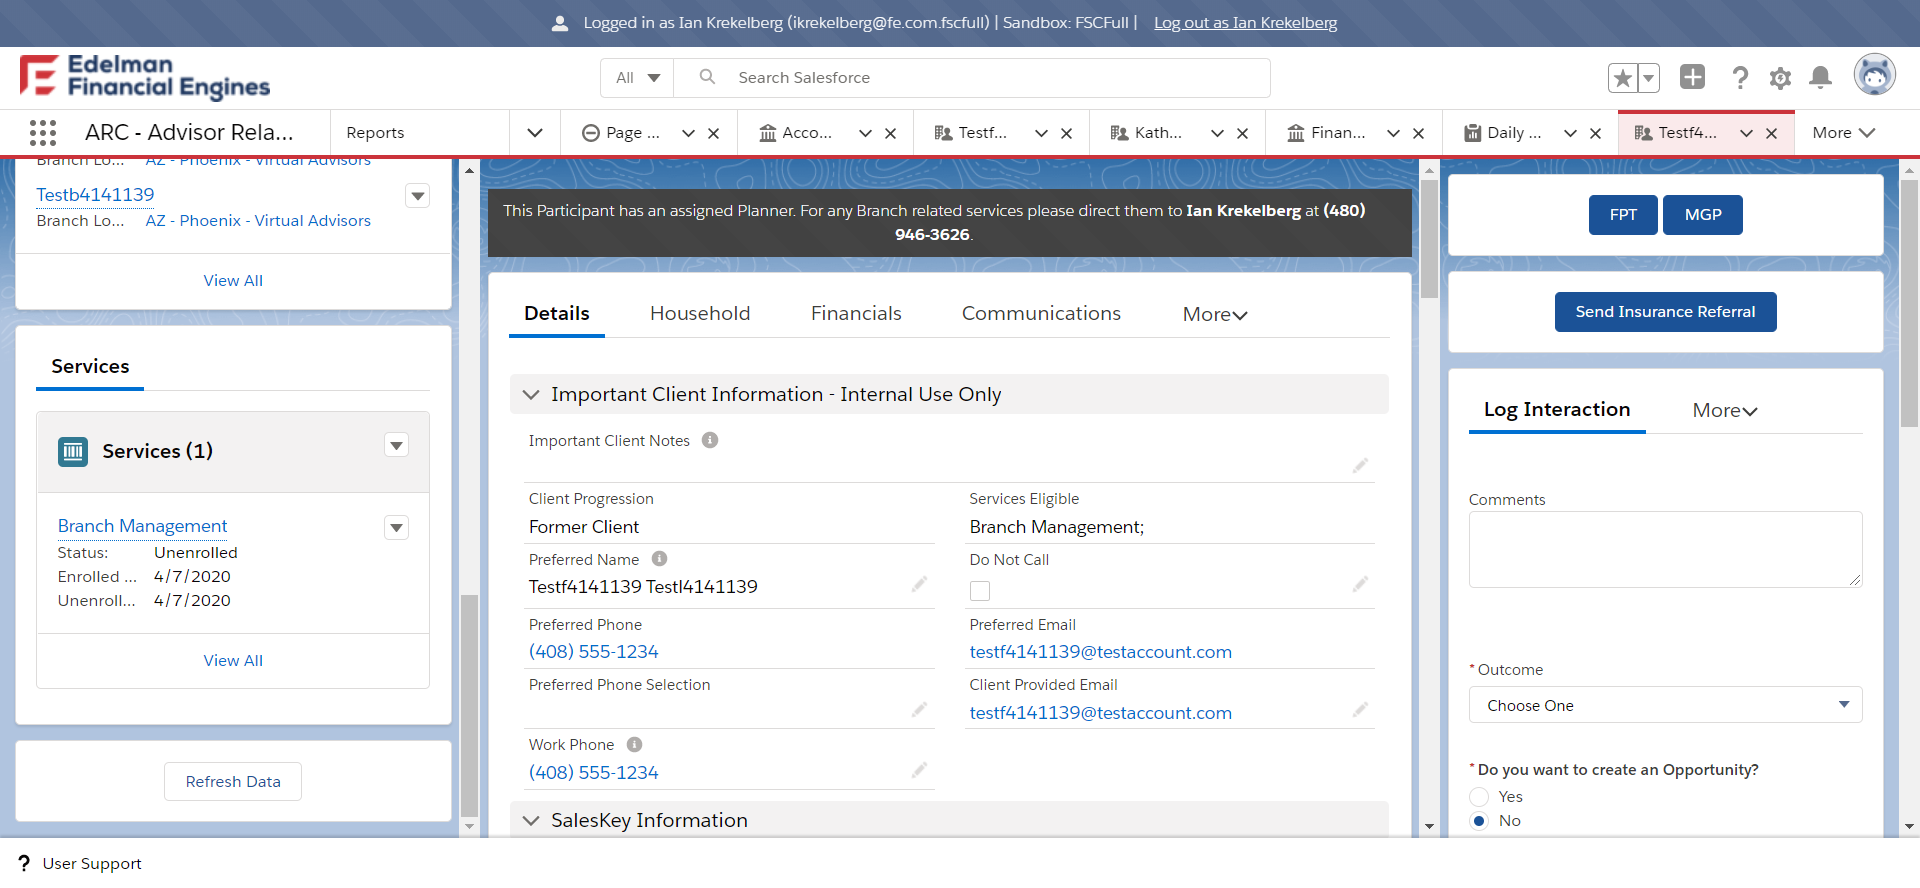 Logged in as Ian Krekelberg (ikrekelberg@fe.com.fscfull) | Sandbox: FSCFull | Log out as Ian Krekelberg
Edelman
Financial Engines
All
Search Salesforce
ARC - Advisor Rela...
Reports
Page ...
Acco...
Testf...
Kath...
Finan...
Daily ...
Testf4...
More
Branch Lo... AZ - Phoenix - Virtual Advisors
Testb4141139
Branch Lo... AZ - Phoenix - Virtual Advisors
View All
Services
Services (1)
Branch Management
Status: Unenrolled
Enrolled ... 4/7/2020
Unenroll... 4/7/2020
View All
Refresh Data
This Participant has an assigned Planner. For any Branch related services please direct them to Ian Krekelberg at (480)
946-3626.
Details
Household
Financials
Communications
More
Important Client Information - Internal Use Only
Important Client Notes
Client Progression
Former Client
Services Eligible
Branch Management;
Preferred Name
Testf4141139 Testl4141139
Do Not Call
Preferred Phone
(408) 555-1234
Preferred Email
testf4141139@testaccount.com
Preferred Phone Selection
Client Provided Email
testf4141139@testaccount.com
Work Phone
(408) 555-1234
SalesKey Information
FPT
MGP
Send Insurance Referral
Log Interaction
More
Comments
* Outcome
Choose One
* Do you want to create an Opportunity?
Yes
No
? User Support